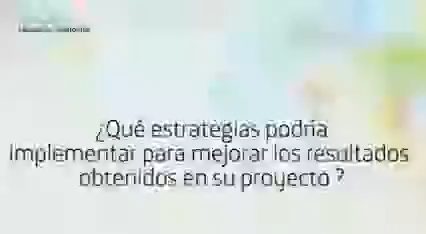 ¿Qué estrategias podría
implementar para mejorar los resultados
obtenidos en su proyecto ?